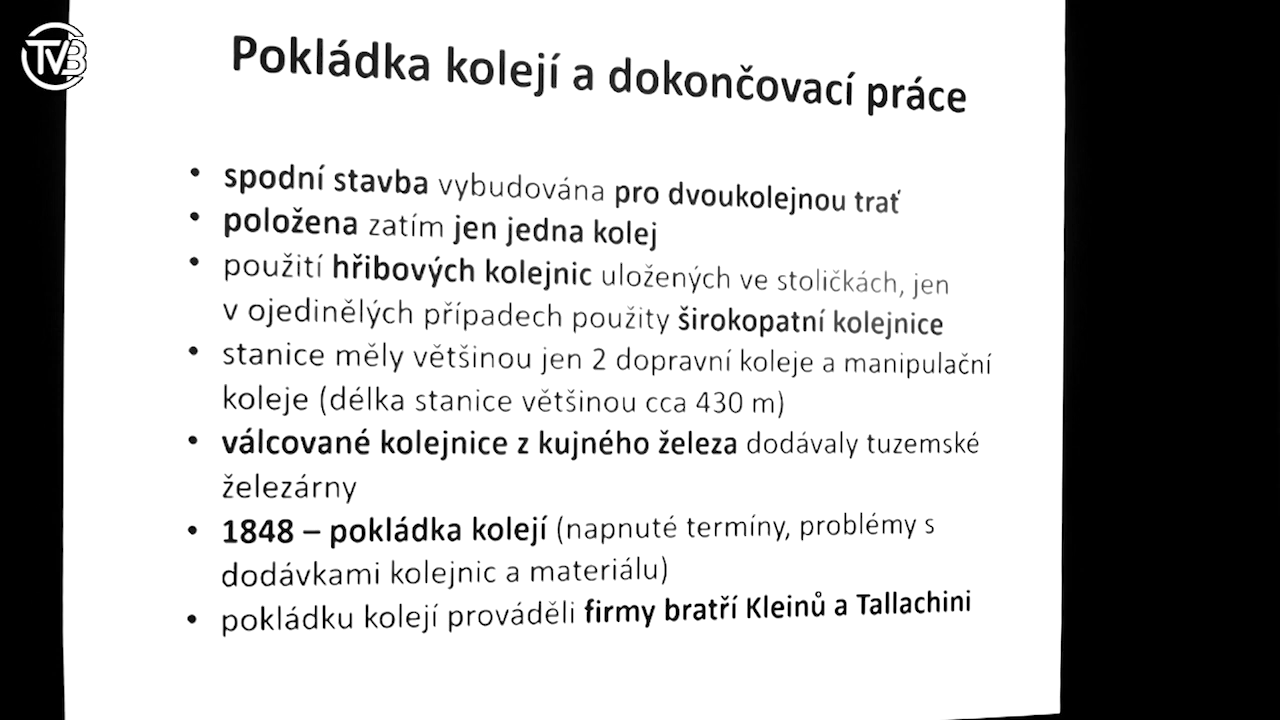 TVB
Pokládka kolejí a dokončovací práce
• spodní stavba vybudována pro dvoukolejnou trať
• položena zatím jen jedna kolej
• použití hřibových kolejnic uložených ve stoličkách, jen
v ojedinělých případech použity širokopatní kolejnice
• stanice měly většinou jen 2 dopravní koleje a manipulační
koleje (délka stanice většinou cca 430 m)
• válcované kolejnice z kujného železa dodávaly tuzemské
železárny
• 1848 – pokládka kolejí (napnuté termíny, problémy s
dodávkami kolejnic a materiálu)
• pokládku kolejí prováděli firmy bratří Kleinů a Tallachini